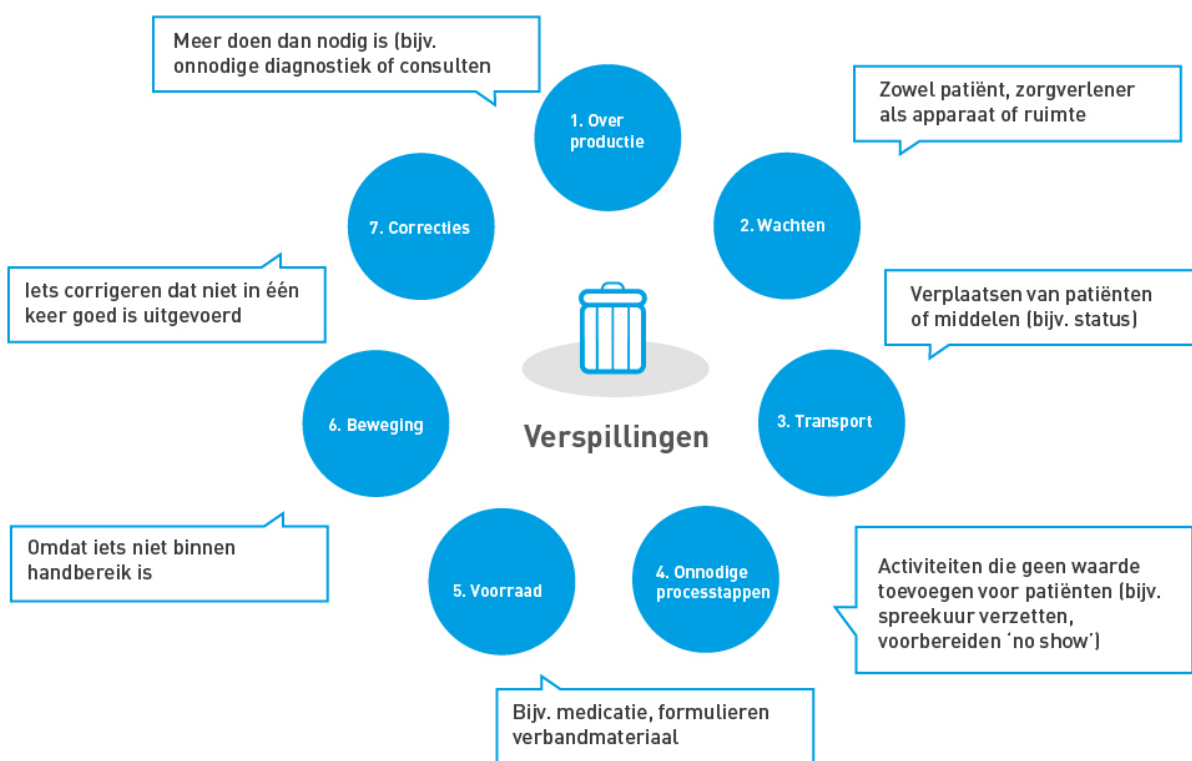 Meer doen dan nodig is (bijv.
onnodige diagnostiek of consulten
1. Over
productie
Zowel patiënt, zorgverlener
als apparaat of ruimte
2. Wachten
Verplaatsen van patiënten
of middelen (bijv. status)
3. Transport
Activiteiten die geen waarde
toevoegen voor patiënten (bijv.
spreekuur verzetten,
voorbereiden ‘no show’)
4. Onnodige
processtappen
Bijv. medicatie, formulieren
verbandmateriaal
5. Voorraad
Omdat iets niet binnen
handbereik is
6. Beweging
Iets corrigeren dat niet in één
keer goed is uitgevoerd
7. Correcties
Verspillingen